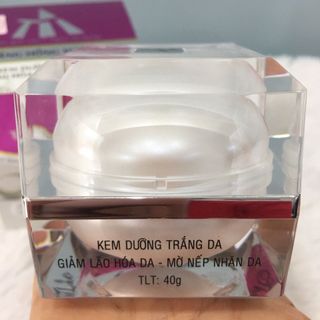 KEM DƯỠNG TRẮNG DA
GIẢM LÃO HÓA DA - MỜ NẾP NHĂN DA
TLT: 40g